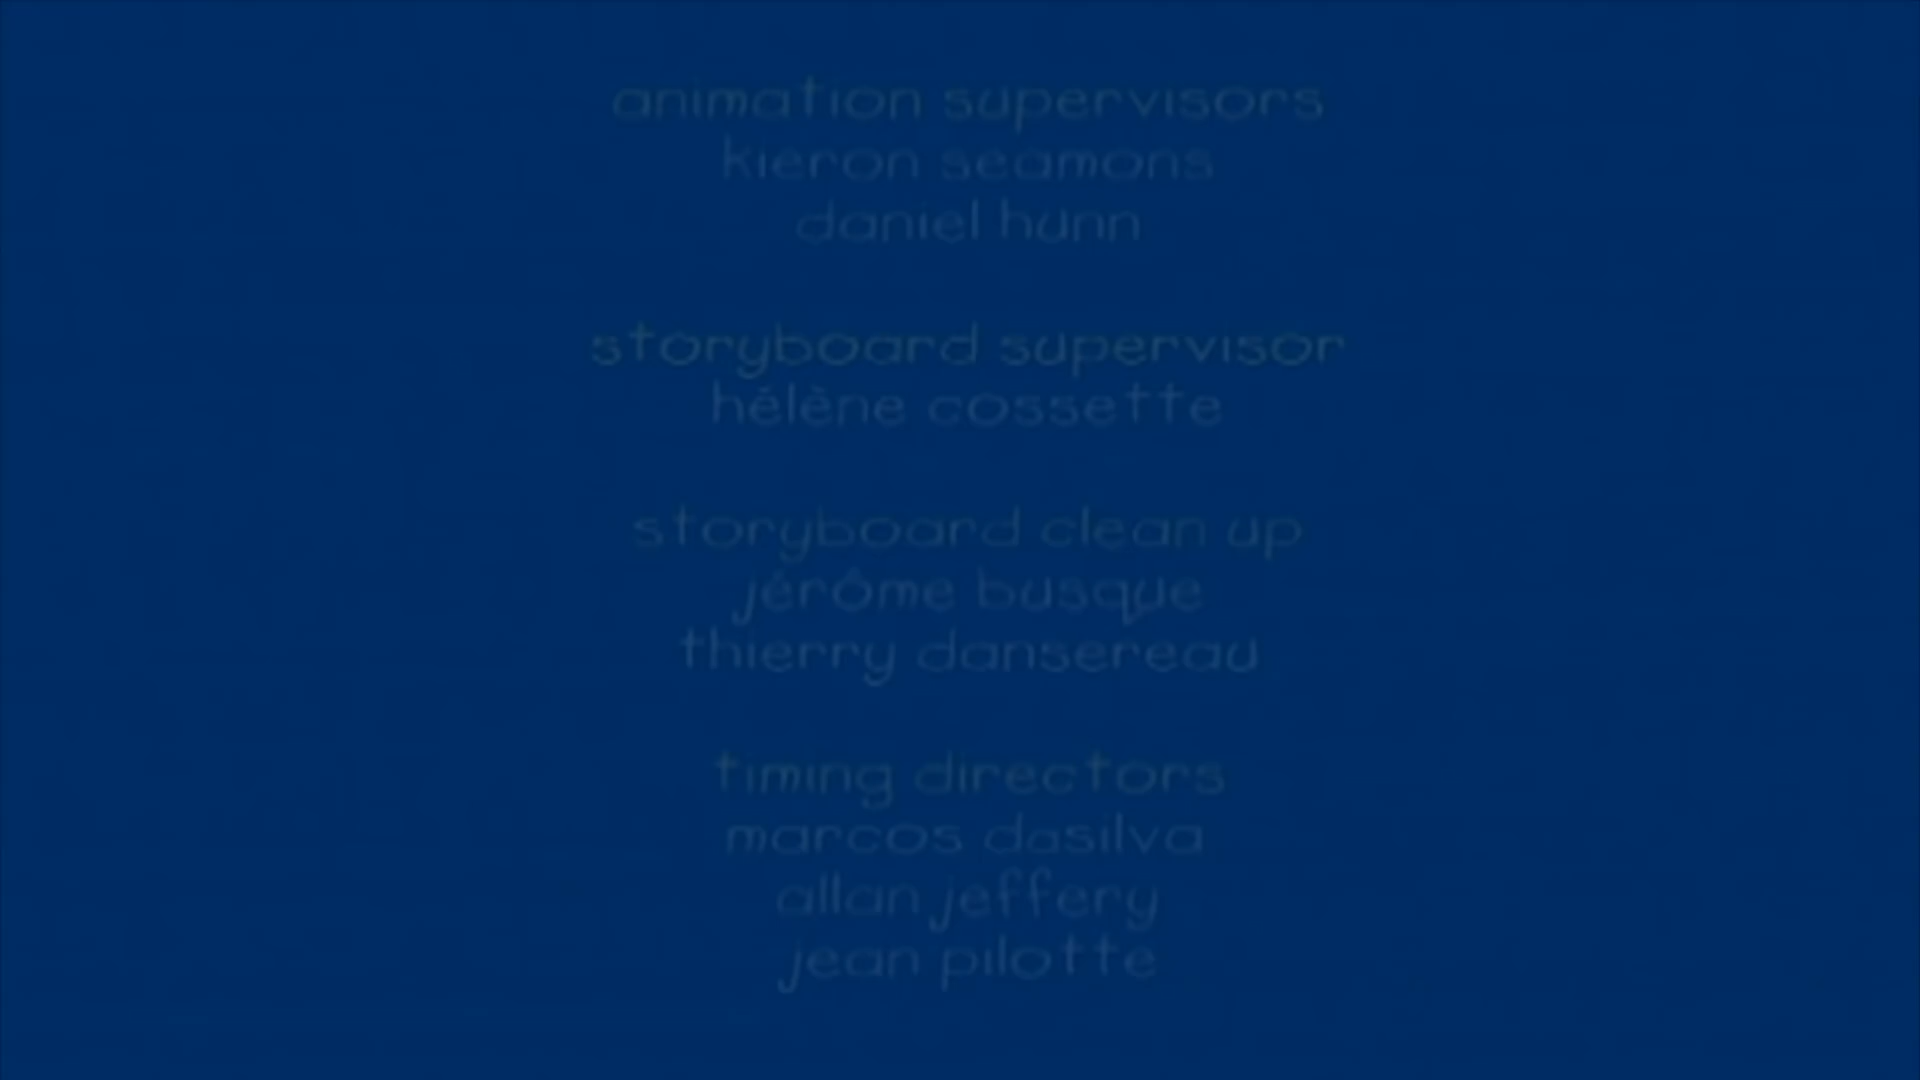 animation supervisors
kieron seamons
daniel hunn
storyboard supervisor
hélène cossette
storyboard clean up
jérôme busque
thierry dansereau
timing directors
marcos dasilva
allan jeffery
jean pilotte